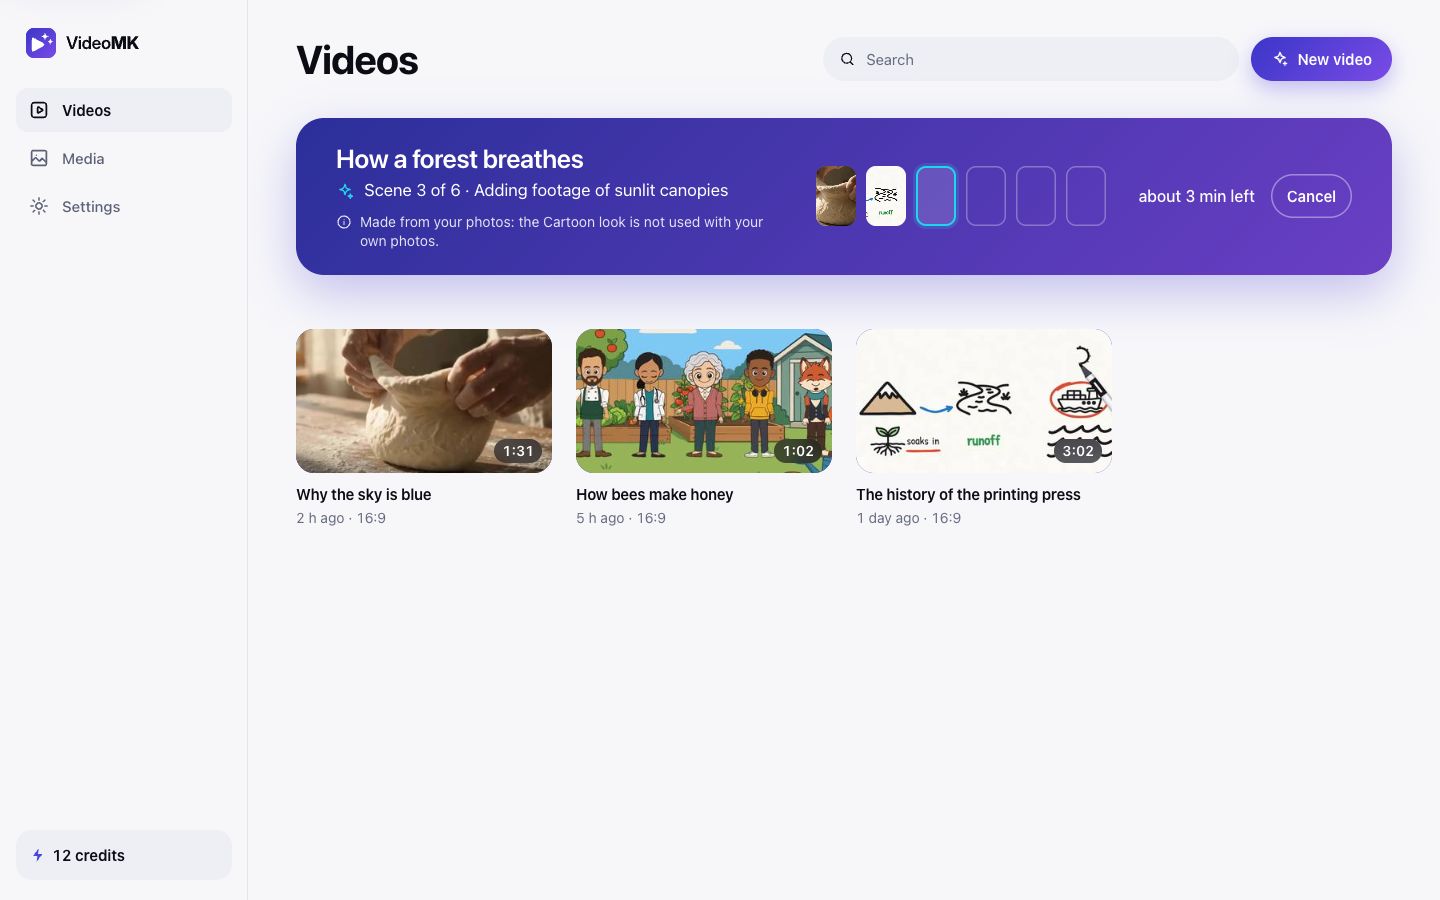 VideoMK
Videos
Media
Settings
12 credits
Videos
Search
New video
How a forest breathes
Scene 3 of 6 · Adding footage of sunlit canopies
Made from your photos: the Cartoon look is not used with your
own photos.
runoff
about 3 min left
Cancel
1:31
Why the sky is blue
2 h ago · 16:9
1:02
How bees make honey
5 h ago · 16:9
soaks in
runoff
3:02
The history of the printing press
1 day ago · 16:9